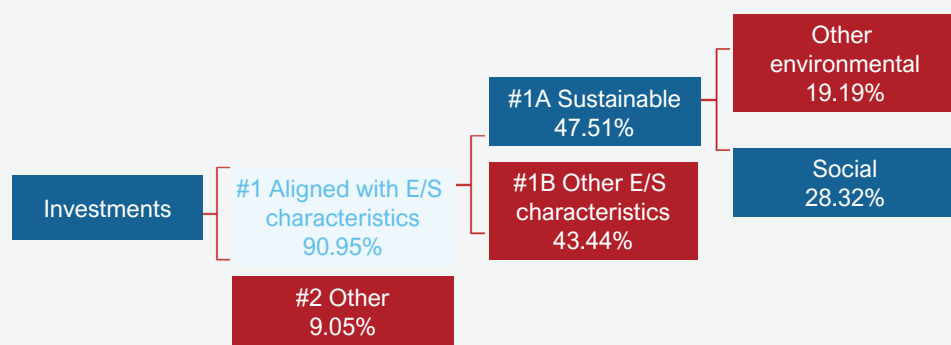 Investments
#1 Aligned with E/S
characteristics
90.95%
#2 Other
9.05%
#1A Sustainable
47.51%
#1B Other E/S
characteristics
43.44%
Other
environmental
19.19%
Social
28.32%